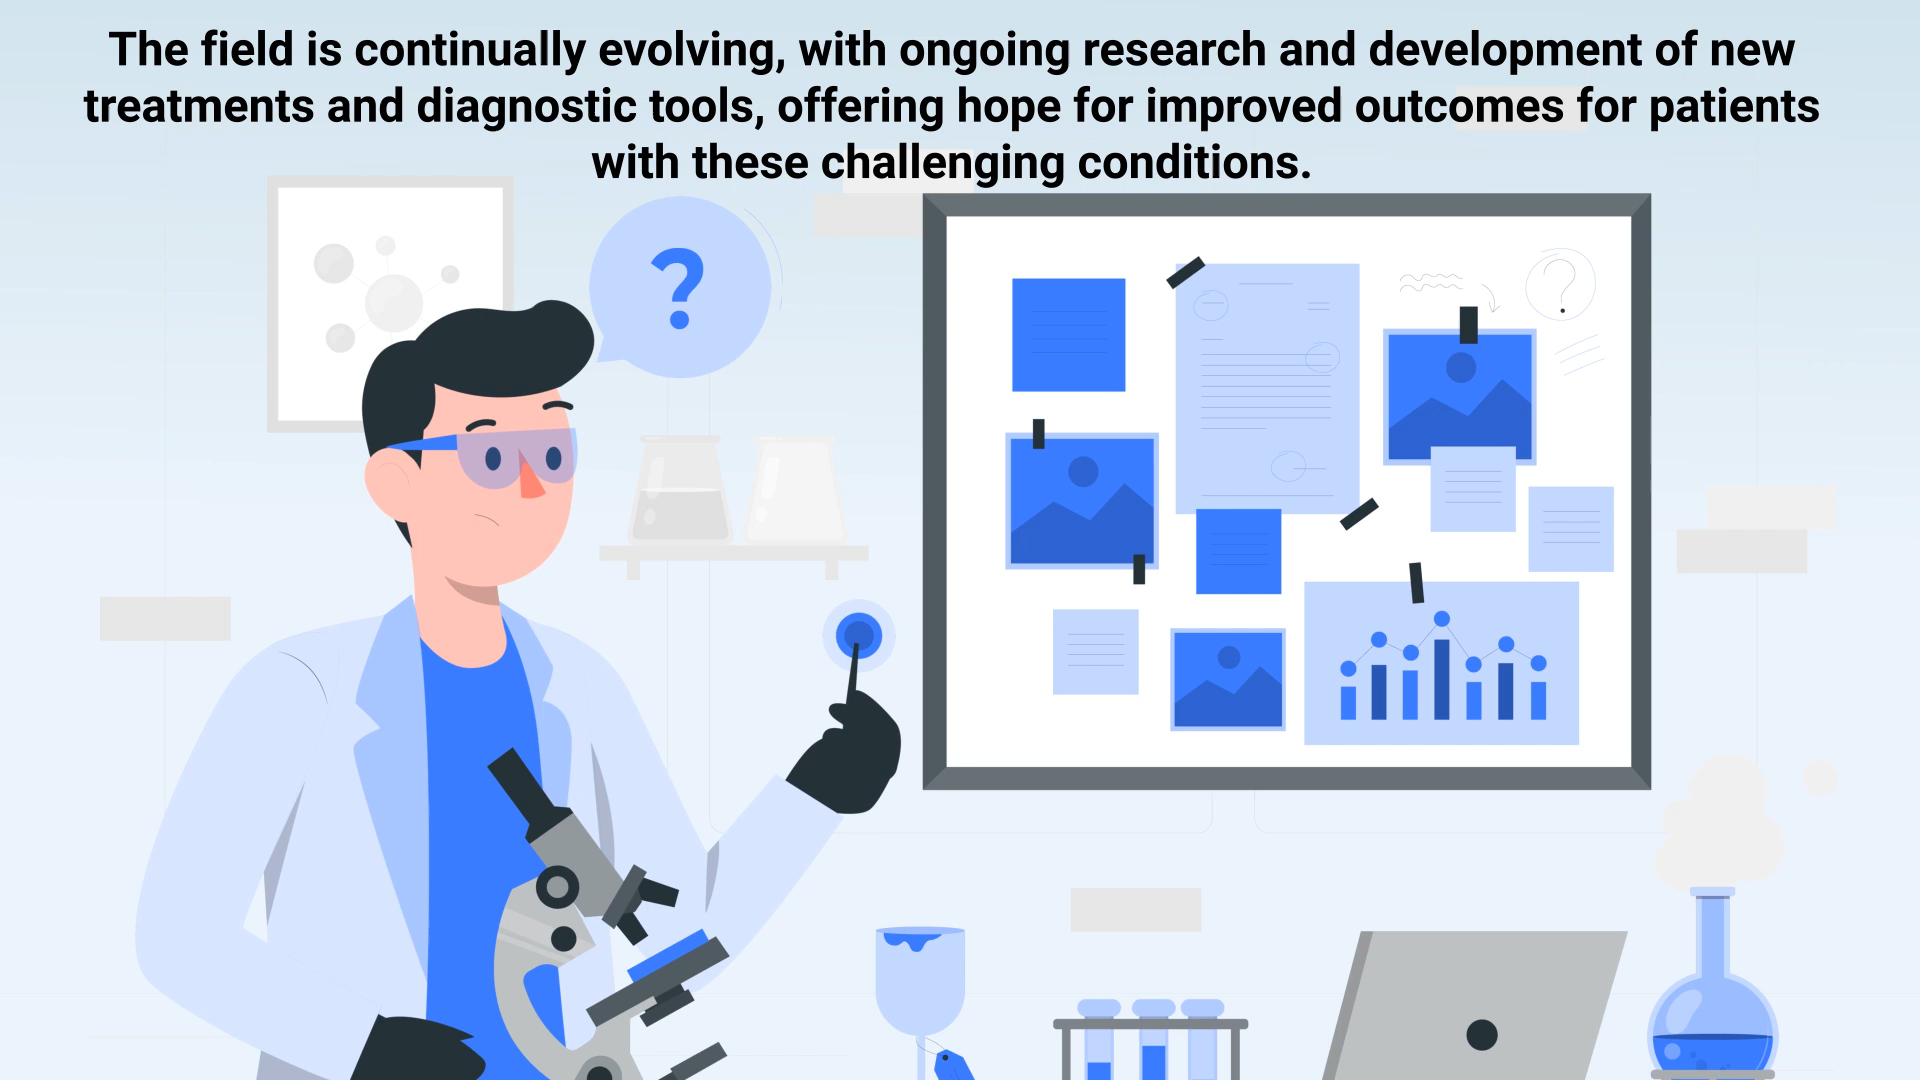 The field is continually evolving, with ongoing research and development of new
treatments and diagnostic tools, offering hope for improved outcomes for patients
with these challenging conditions.
?
?